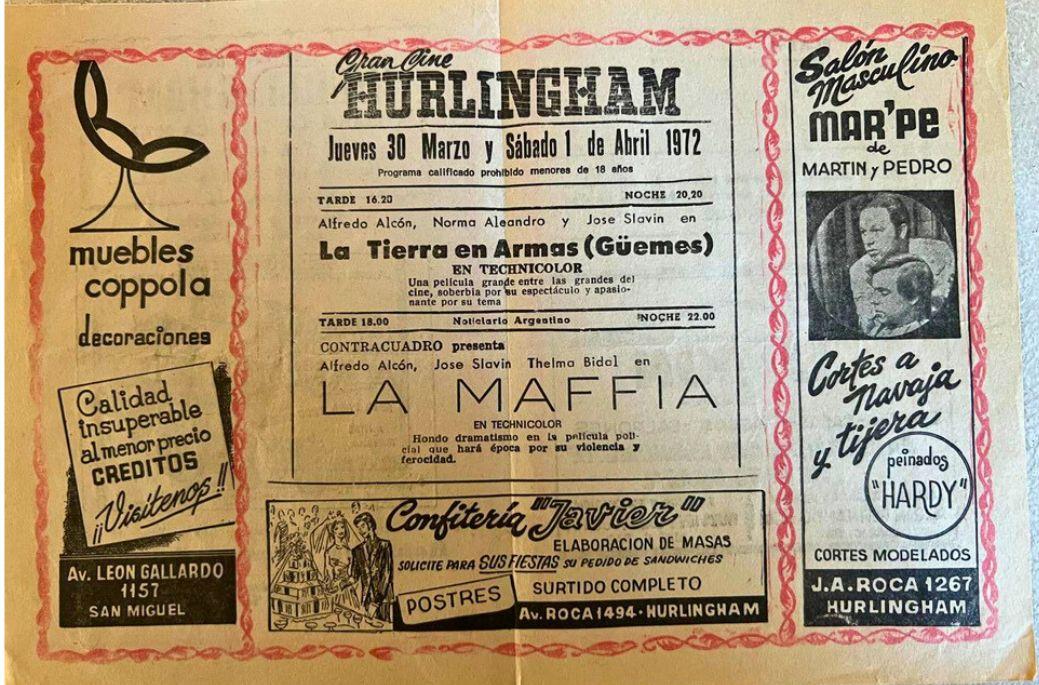 muebles
coppola
decoraciones
Calidad
insuperable
al menor precio
CREDITOS
¡¡Visítenos!!
Av. LEON GALLARDO
1157
SAN MIGUEL
Gran Cine
HURLINGHAM
Jueves 30 Marzo y Sábado 1 de Abril 1972
Programa calificado prohibido menores de 18 años
TARDE 16.20 NOCHE 20,20
Alfredo Alcón, Norma Aleandro y Jose Slavin en
La Tierra en Armas (Güemes)
EN TECHNICOLOR
Una película grande entre las grandes del
cine, soberbia por su espectáculo y apasio-
nante por su tema
TARDE 18.00 Noticiario Argentino NOCHE 22.00
CONTRACUADRO presenta
Alfredo Alcón, Jose Slavin Thelma Bidal en
LA MAFFIA
EN TECHNICOLOR
Hondo dramatismo en la película poli-
cial que hará época por su violencia y
ferocidad.
Confitería "Javier"
ELABORACION DE MASAS
SOLICITE PARA SUS FIESTAS SU PEDIDO DE SANDWICHES
POSTRES
SURTIDO COMPLETO
Av. ROCA 1494 - HURLINGHAM
Salón
Masculino
MAR'PE
de
MARTIN y PEDRO
Cortes a
navaja
y tijera
peinados
"HARDY"
CORTES MODELADOS
J.A. ROCA 1267
HURLINGHAM